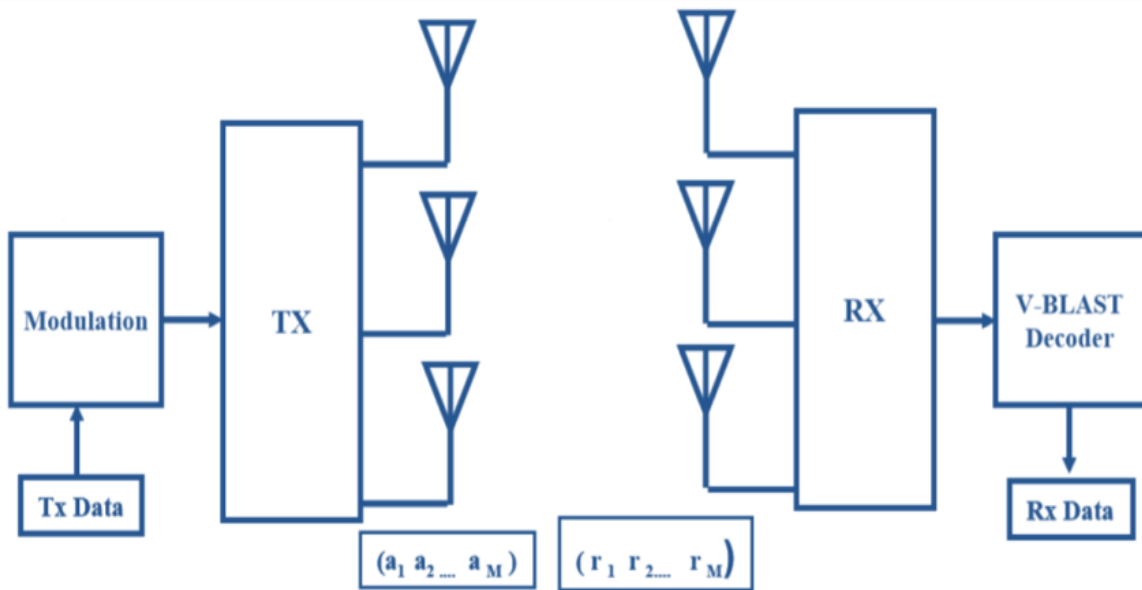 Modulation
TX
RX
V-BLAST
Decoder
Tx Data
Rx Data
(a1 a2.... aM)
(r1 r2.... rM)